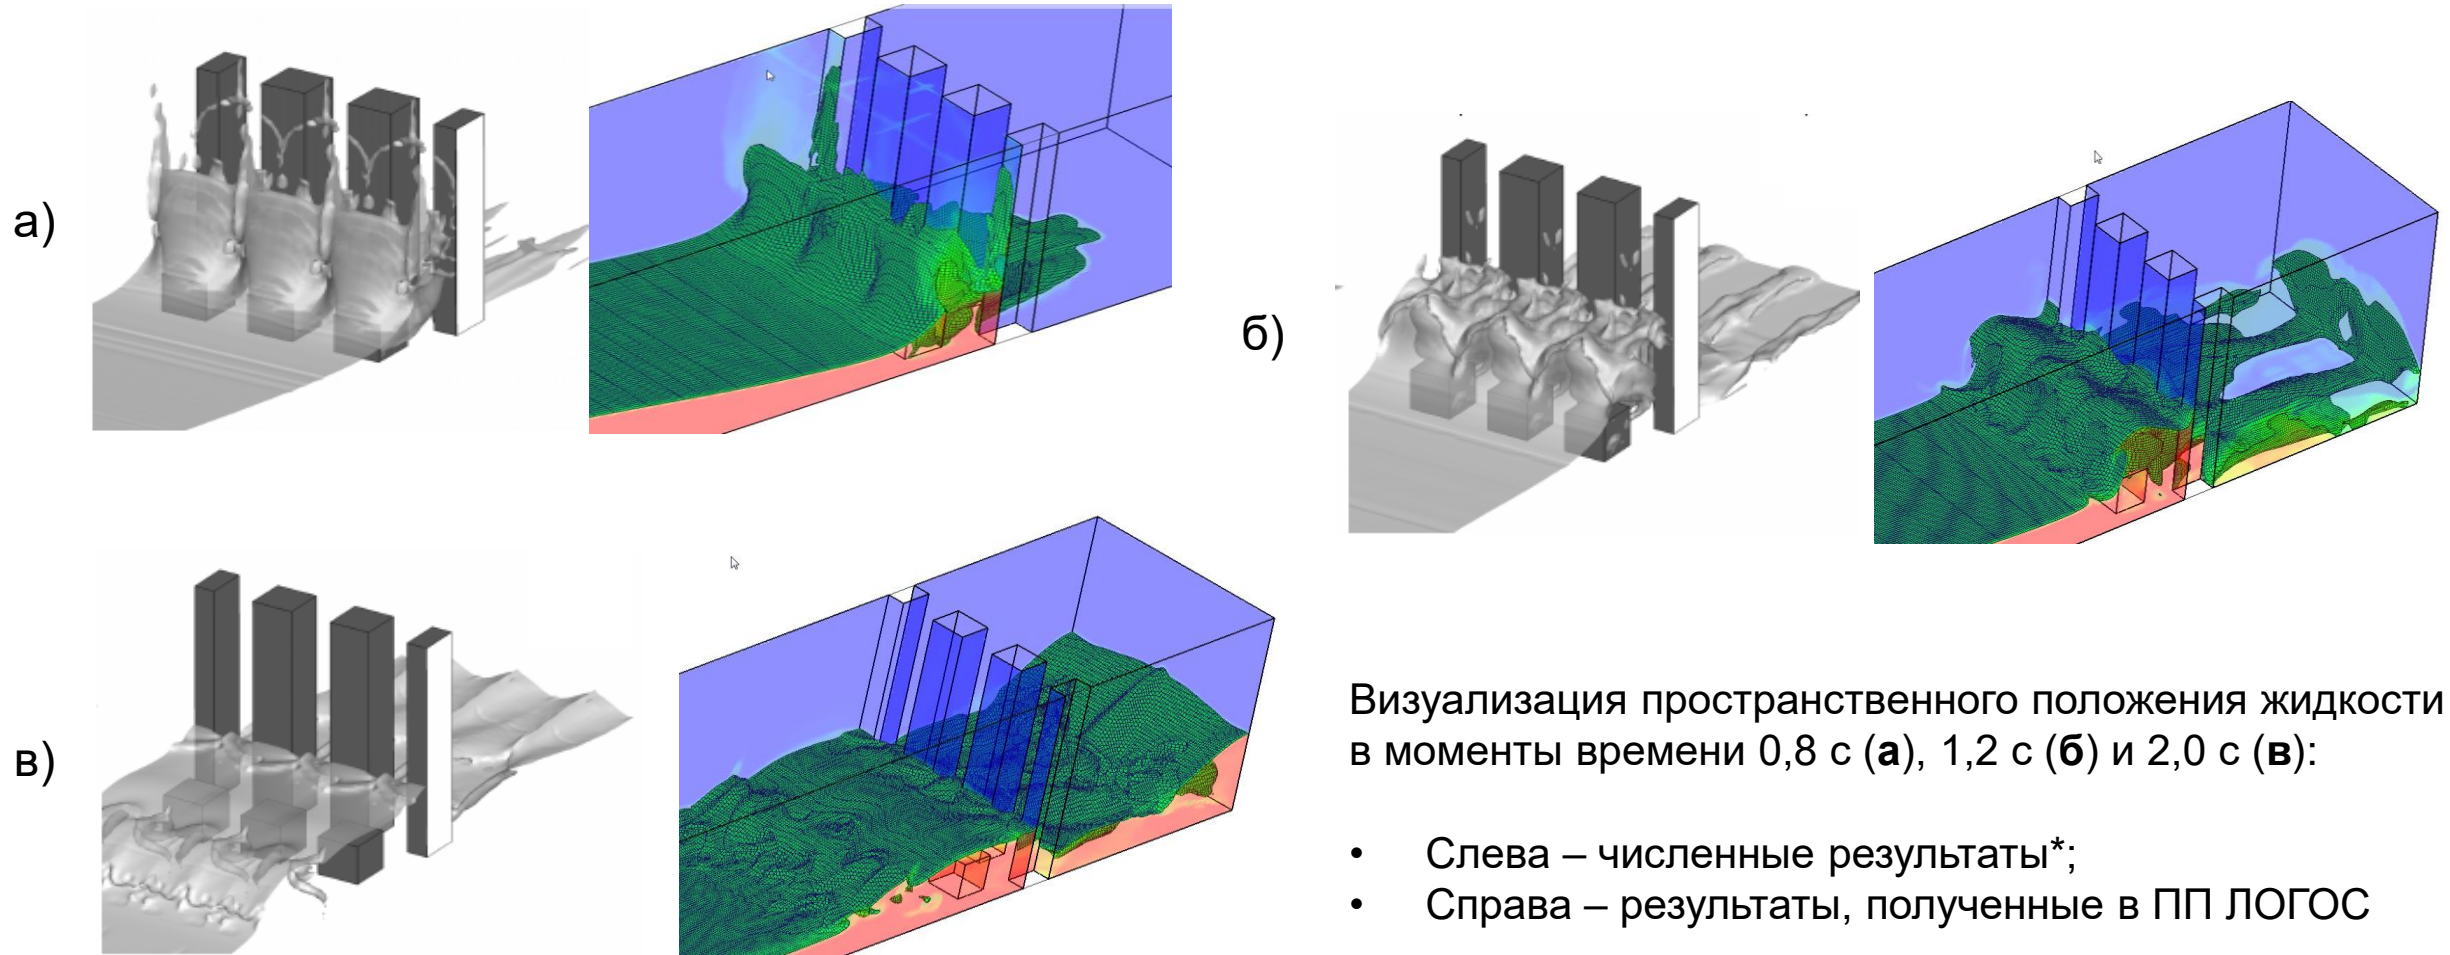 а)
б)
в)
Визуализация пространственного положения жидкости
в моменты времени 0,8 с (а), 1,2 с (б) и 2,0 с (в):
• Слева – численные результаты*;
• Справа – результаты, полученные в ПП ЛОГОС